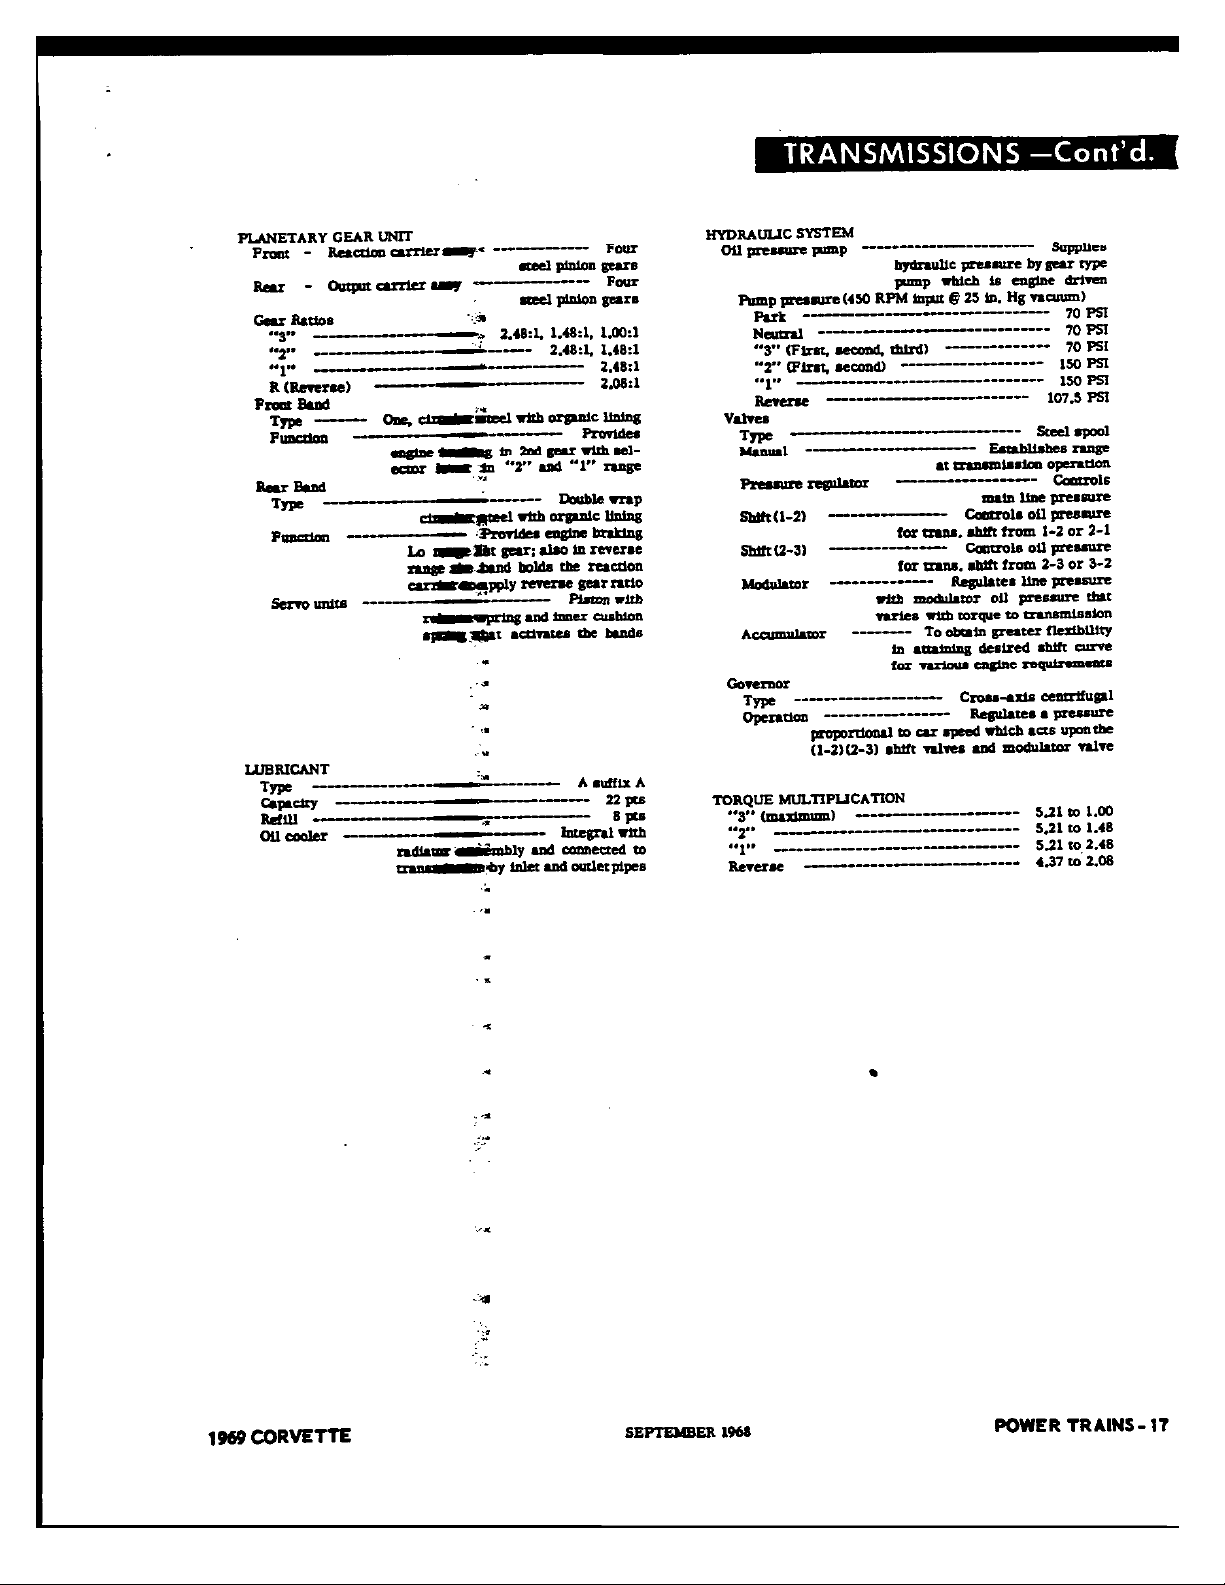 TRANSMISSIONS —Cont'd.
PLANETARY GEAR UNIT
Front - Reaction carrier assy ------------- Four
steel pinion gears
Rear - Output carrier assy ---------------- Four
steel pinion gears
Gear Ratios
"3" ---------------------- 2.48:1, 1.48:1, 1.00:1
"2" ---------------------------- 2.48:1, 1.48:1
"1" ----------------------------------- 2.48:1
R (Reverse) --------------------------- 2.08:1
Front Band
Type ------- One, steel with organic lining
Function --------------------------- Provides
engine in 2nd gear with sel-
ector in "2" and "1" range
Rear Band
Type ---------------------------- Double wrap
steel with organic lining
Function --------------- Provides engine braking
Lo 1st gear; also in reverse
range band holds the reaction
apply reverse gear ratio
Servo units ------------------------ Piston with
spring and inner cushion
that activates the bands
LUBRICANT
Type -------------------------------- A suffix A
Capacity --------------------------------- 22 pts
Refill ------------------------------------ 8 pts
Oil cooler -------------------------- Integral with
radiator assembly and connected to
by inlet and outlet pipes
HYDRAULIC SYSTEM
Oil pressure pump ----------------------- Supplies
hydraulic pressure by gear type
pump which is engine driven
Pump pressure (450 RPM input @ 25 in. Hg vacuum)
Park --------------------------------- 70 PSI
Neutral ------------------------------- 70 PSI
"3" (First, second, third) -------------- 70 PSI
"2" (First, second) ------------------- 150 PSI
"1" --------------------------------- 150 PSI
Reverse --------------------------- 107.5 PSI
Valves
Type ------------------------------- Steel spool
Manual ----------------------- Establishes range
at transmission operation
Pressure regulator ------------------- Controls
main line pressure
Shift (1-2) ---------------- Controls oil pressure
for trans. shift from 1-2 or 2-1
Shift (2-3) ---------------- Controls oil pressure
for trans. shift from 2-3 or 3-2
Modulator -------------- Regulates line pressure
with modulator oil pressure that
varies with torque to transmission
Accumulator -------- To obtain greater flexibility
in attaining desired shift curve
for various engine requirements
Governor
Type -------------------- Cross-axis centrifugal
Operation ----------------- Regulates a pressure
proportional to car speed which acts upon the
(1-2)(2-3) shift valves and modulator valve
TORQUE MULTIPLICATION
"3" (maximum) ---------------------- 5.21 to 1.00
"2" --------------------------------- 5.21 to 1.48
"1" --------------------------------- 5.21 to 2.48
Reverse ----------------------------- 4.37 to 2.08
1969 CORVETTE
SEPTEMBER 1968
POWER TRAINS - 17